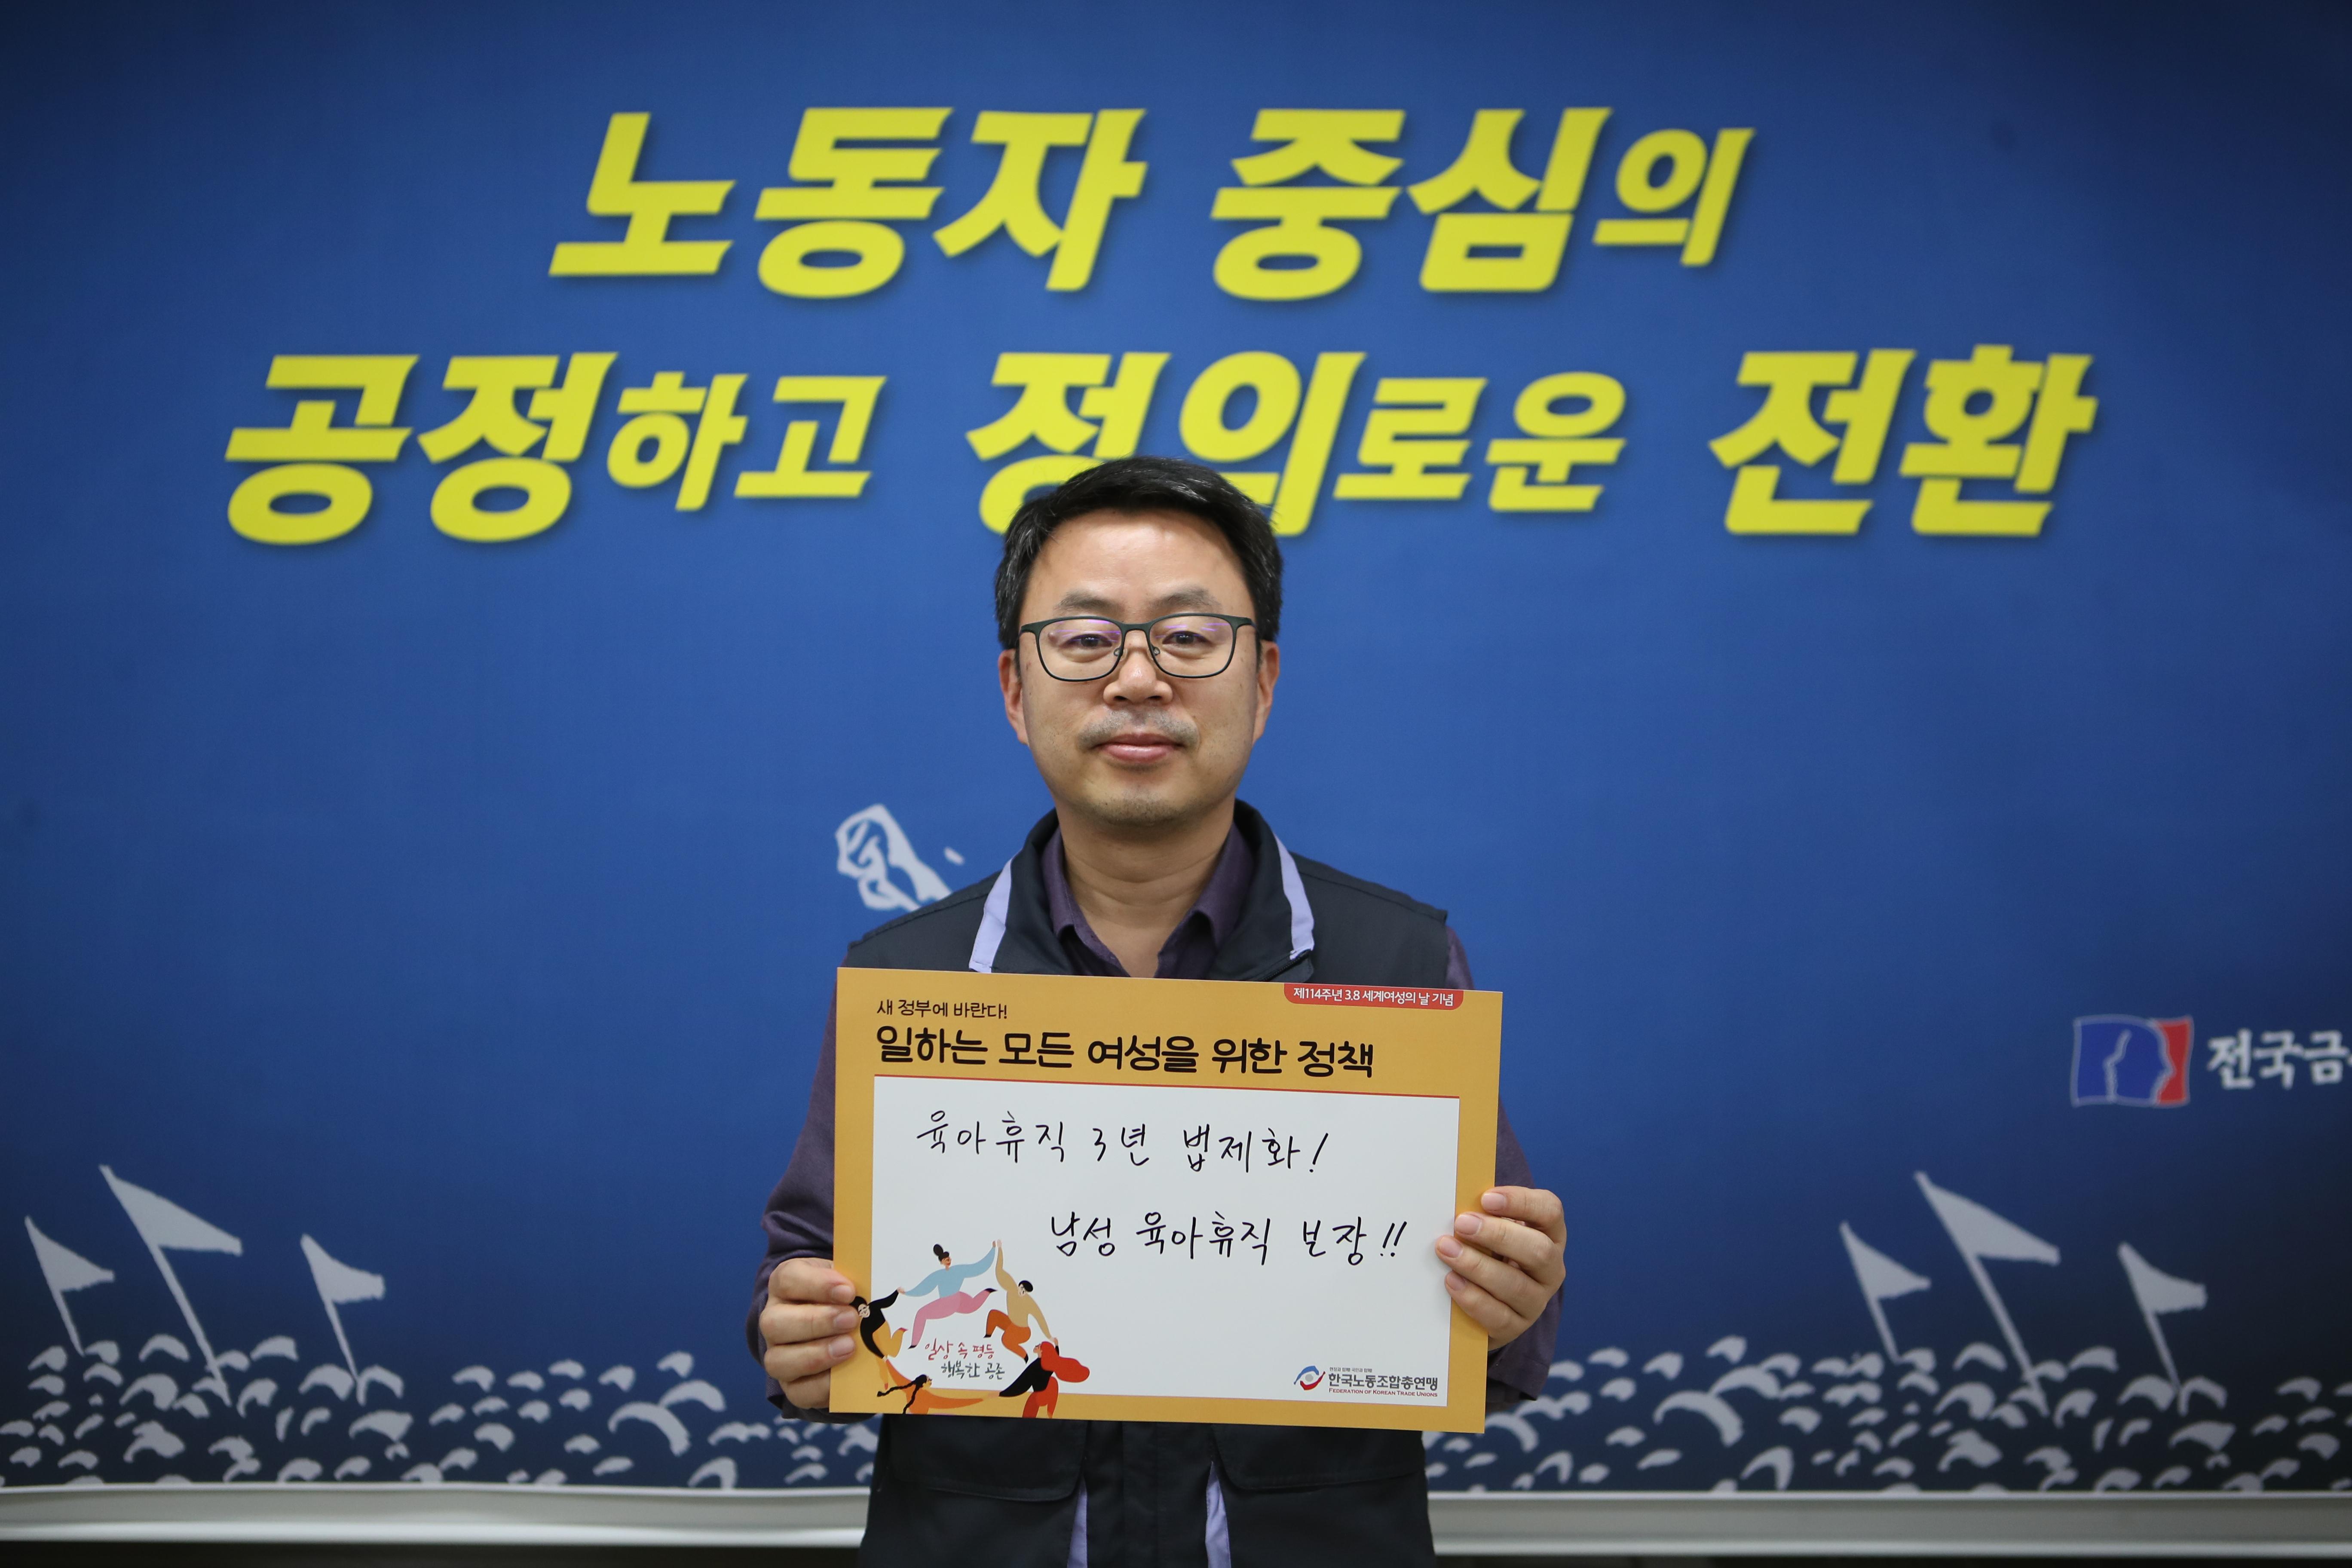 노동자 중심의
공정하고 정의로운 전환
제114주년 3.8 세계여성의 날 기념
새 정부에 바란다!
일하는 모든 여성을 위한 정책
육아휴직 3년 법제화!
남성 육아휴직 보장!!
일상 속 평등
행복한 공존
한국노동조합총연맹
FEDERATION OF KOREAN TRADE UNIONS
전국금